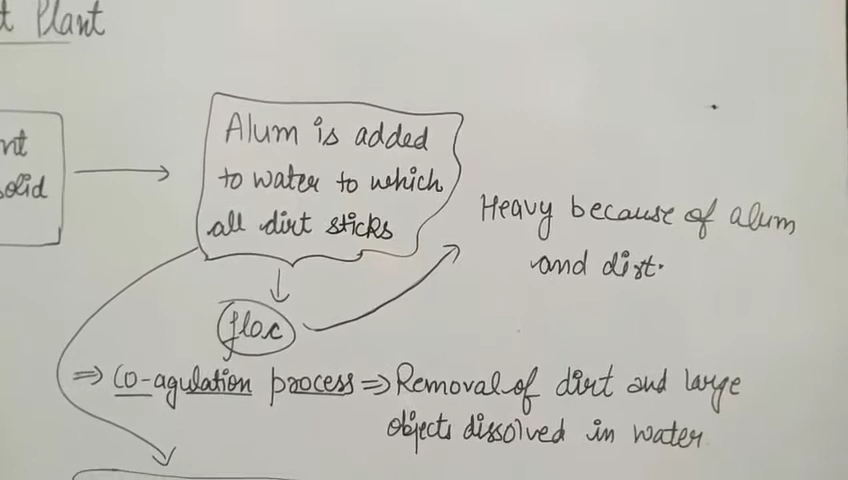 t Plant
nt
solid
Alum is added
to water to which
all dirt sticks
Heavy because of alum
and dirt.
floc
⇒ Co-agulation process ⇒ Removal of dirt and large
objects dissolved in water